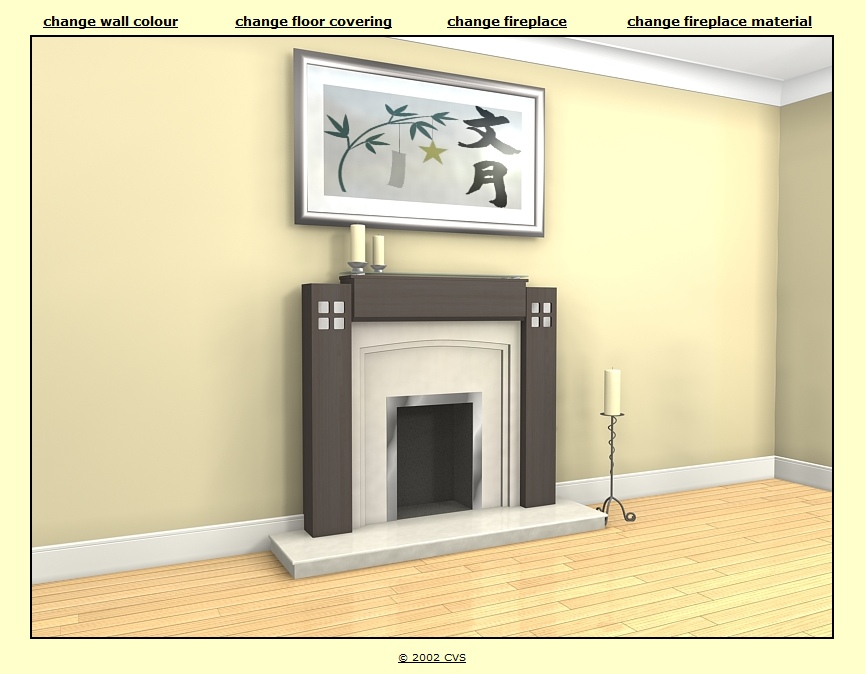 change wall colour
change floor covering
change fireplace
change fireplace material
文
月
© 2002 CVS